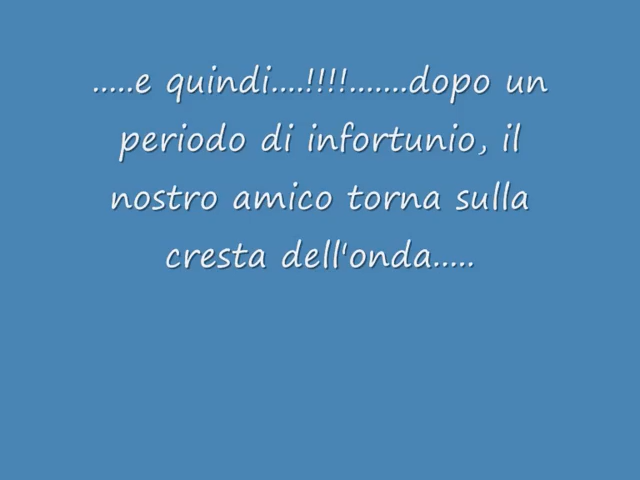 .....e quindi....!!!!.......dopo un
periodo di infortunio, il
nostro amico torna sulla
cresta dell'onda.....